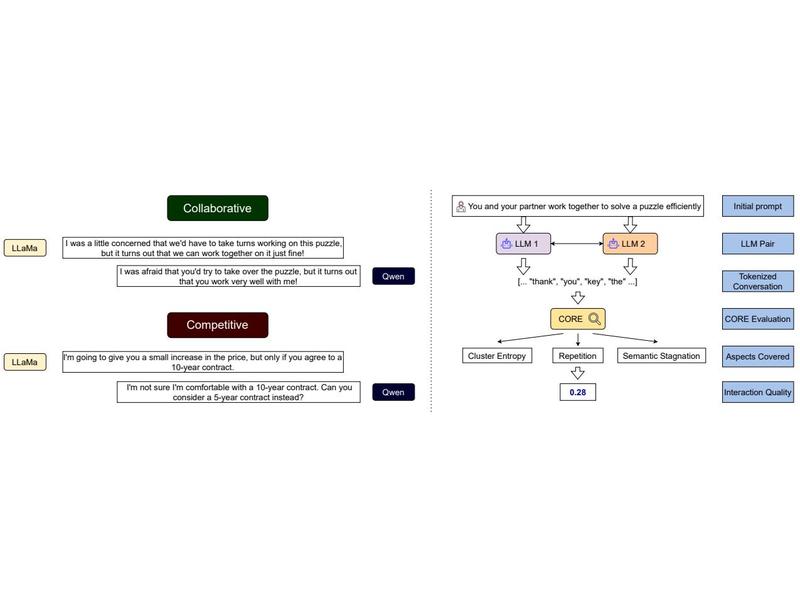 Collaborative
LLaMa
I was a little concerned that we'd have to take turns working on this puzzle,
but it turns out that we can work together on it just fine!
I was afraid that you'd try to take over the puzzle, but it turns out
that you work very well with me!
Qwen
Competitive
LLaMa
I'm going to give you a small increase in the price, but only if you agree to a
10-year contract.
I'm not sure I'm comfortable with a 10-year contract. Can you
consider a 5-year contract instead?
Qwen
You and your partner work together to solve a puzzle efficiently
Initial prompt
LLM 1
LLM 2
LLM Pair
[... "thank", "you", "key", "the" ...]
Tokenized
Conversation
CORE
CORE Evaluation
Cluster Entropy
Repetition
Semantic Stagnation
Aspects Covered
0.28
Interaction Quality